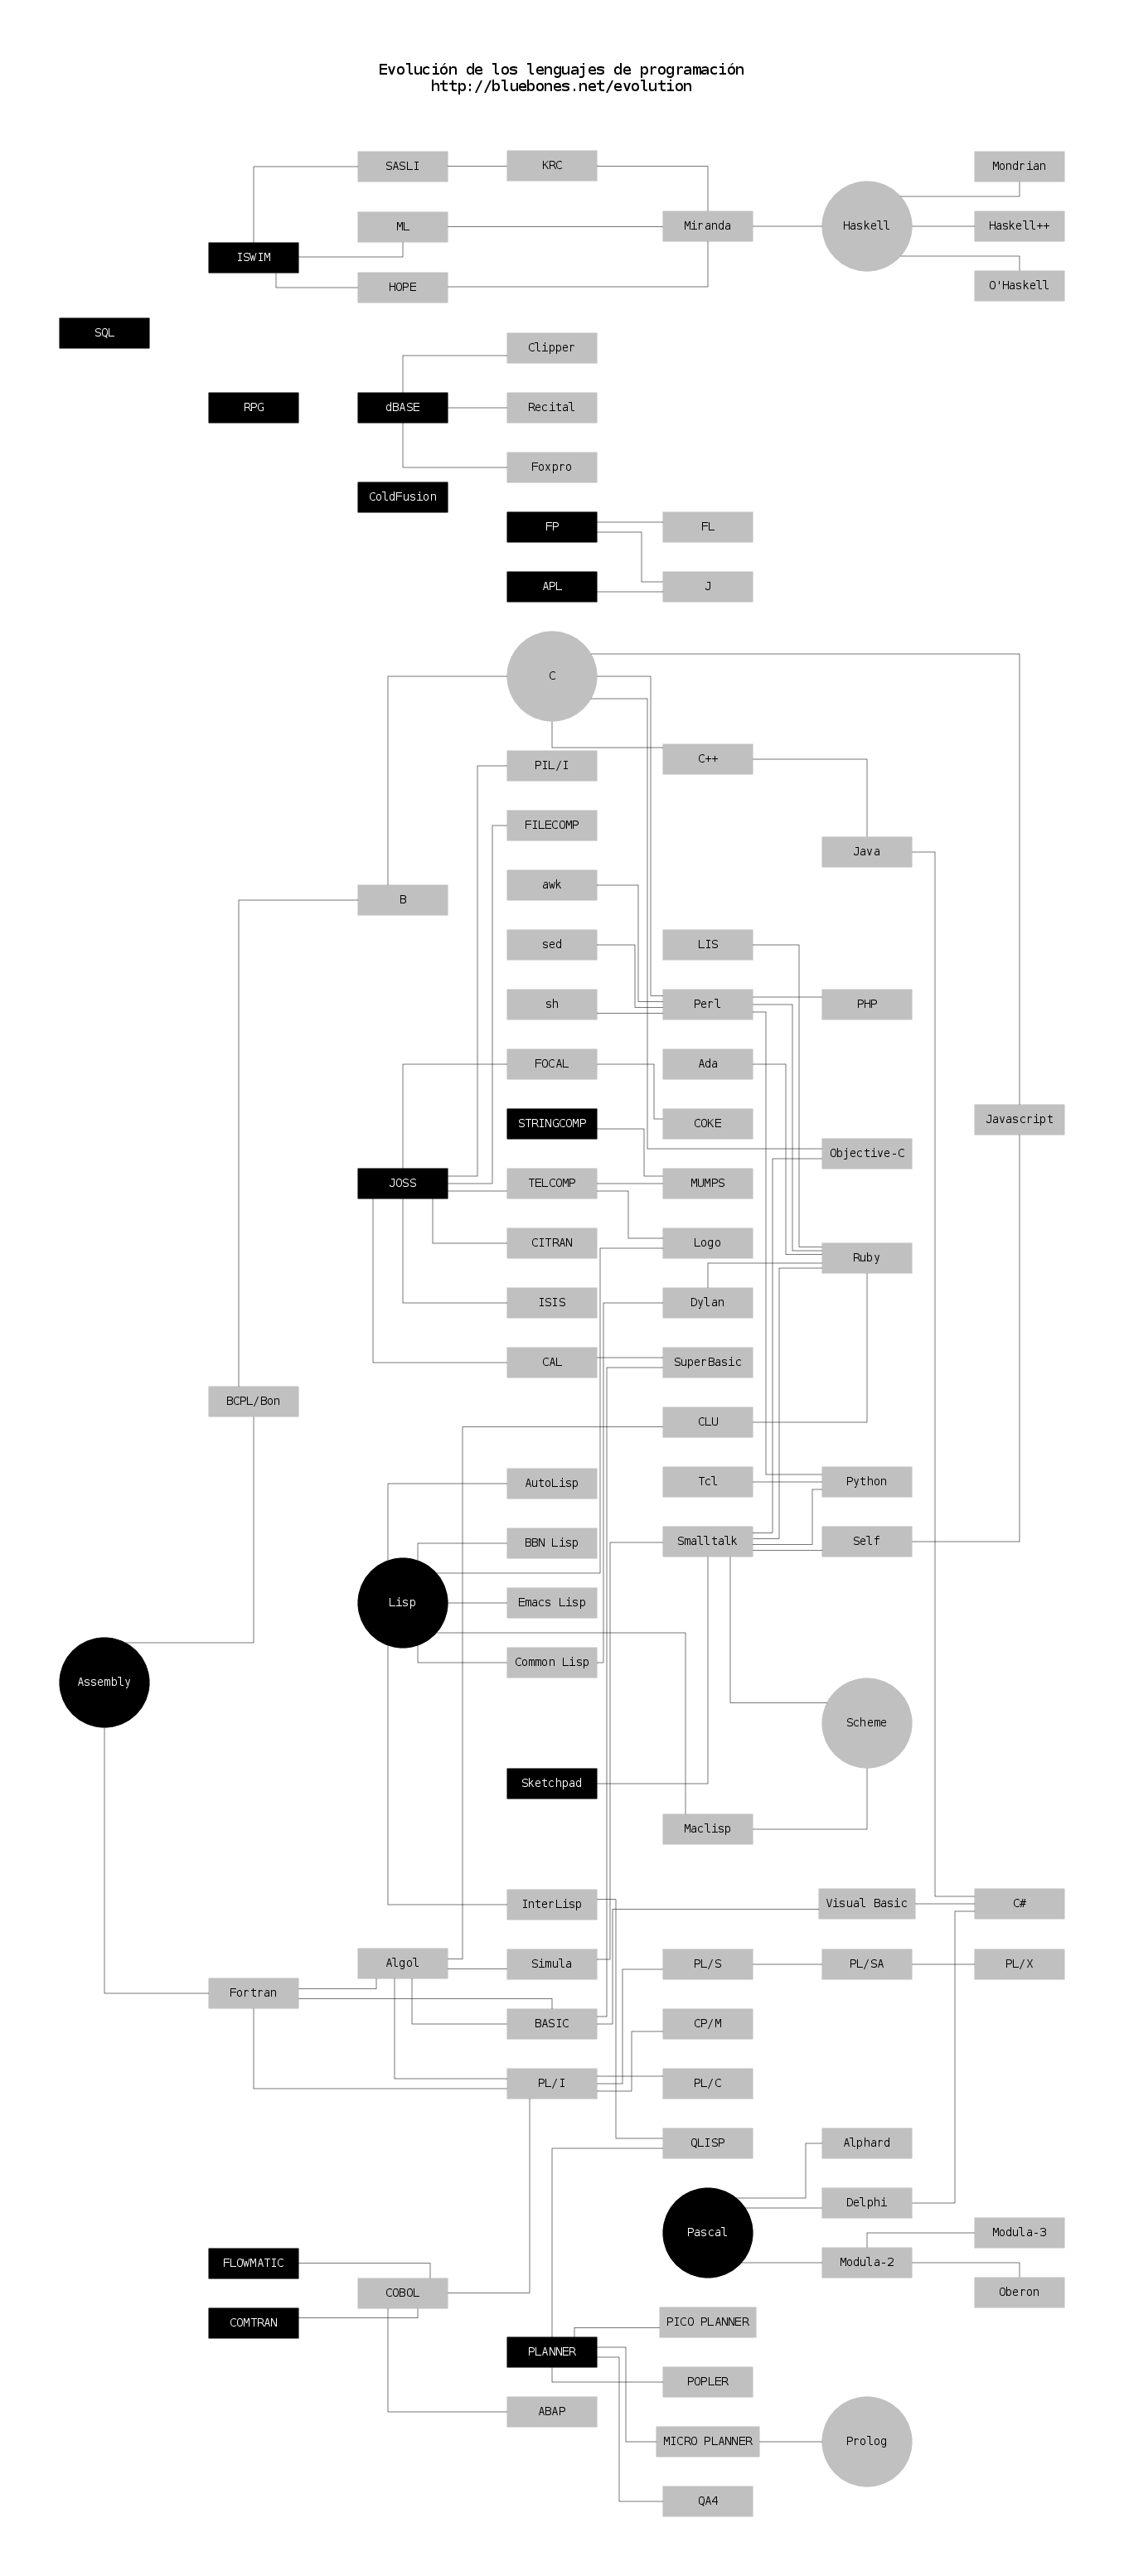 Evolución de los lenguajes de programación
http://bluebones.net/evolution
SASLI
KRC
Mondrian
ML
Miranda
Haskell
Haskell++
ISWIM
HOPE
O'Haskell
SQL
Clipper
RPG
dBASE
Recital
Foxpro
ColdFusion
FP
FL
APL
J
C
PIL/I
C++
FILECOMP
Java
B
awk
sed
LIS
sh
Perl
PHP
FOCAL
Ada
STRINGCOMP
COKE
Javascript
Objective-C
JOSS
TELCOMP
MUMPS
CITRAN
Logo
Ruby
ISIS
Dylan
CAL
SuperBasic
BCPL/Bon
CLU
AutoLisp
Tcl
Python
BBN Lisp
Smalltalk
Self
Lisp
Emacs Lisp
Common Lisp
Assembly
Scheme
Sketchpad
Maclisp
InterLisp
Visual Basic
C#
Algol
Simula
PL/S
PL/SA
PL/X
Fortran
BASIC
CP/M
PL/I
PL/C
QLISP
Alphard
Delphi
Pascal
Modula-3
FLOWMATIC
Modula-2
COBOL
Oberon
COMTRAN
PICO PLANNER
PLANNER
POPLER
ABAP
MICRO PLANNER
Prolog
QA4